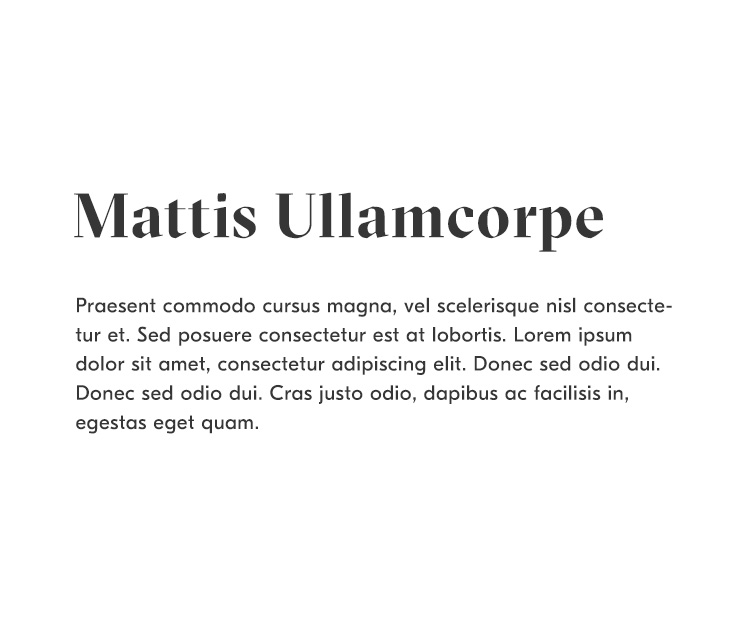 Mattis Ullamcorpe
Praesent commodo cursus magna, vel scelerisque nisl consecte-
tur et. Sed posuere consectetur est at lobortis. Lorem ipsum
dolor sit amet, consectetur adipiscing elit. Donec sed odio dui.
Donec sed odio dui. Cras justo odio, dapibus ac facilisis in,
egestas eget quam.